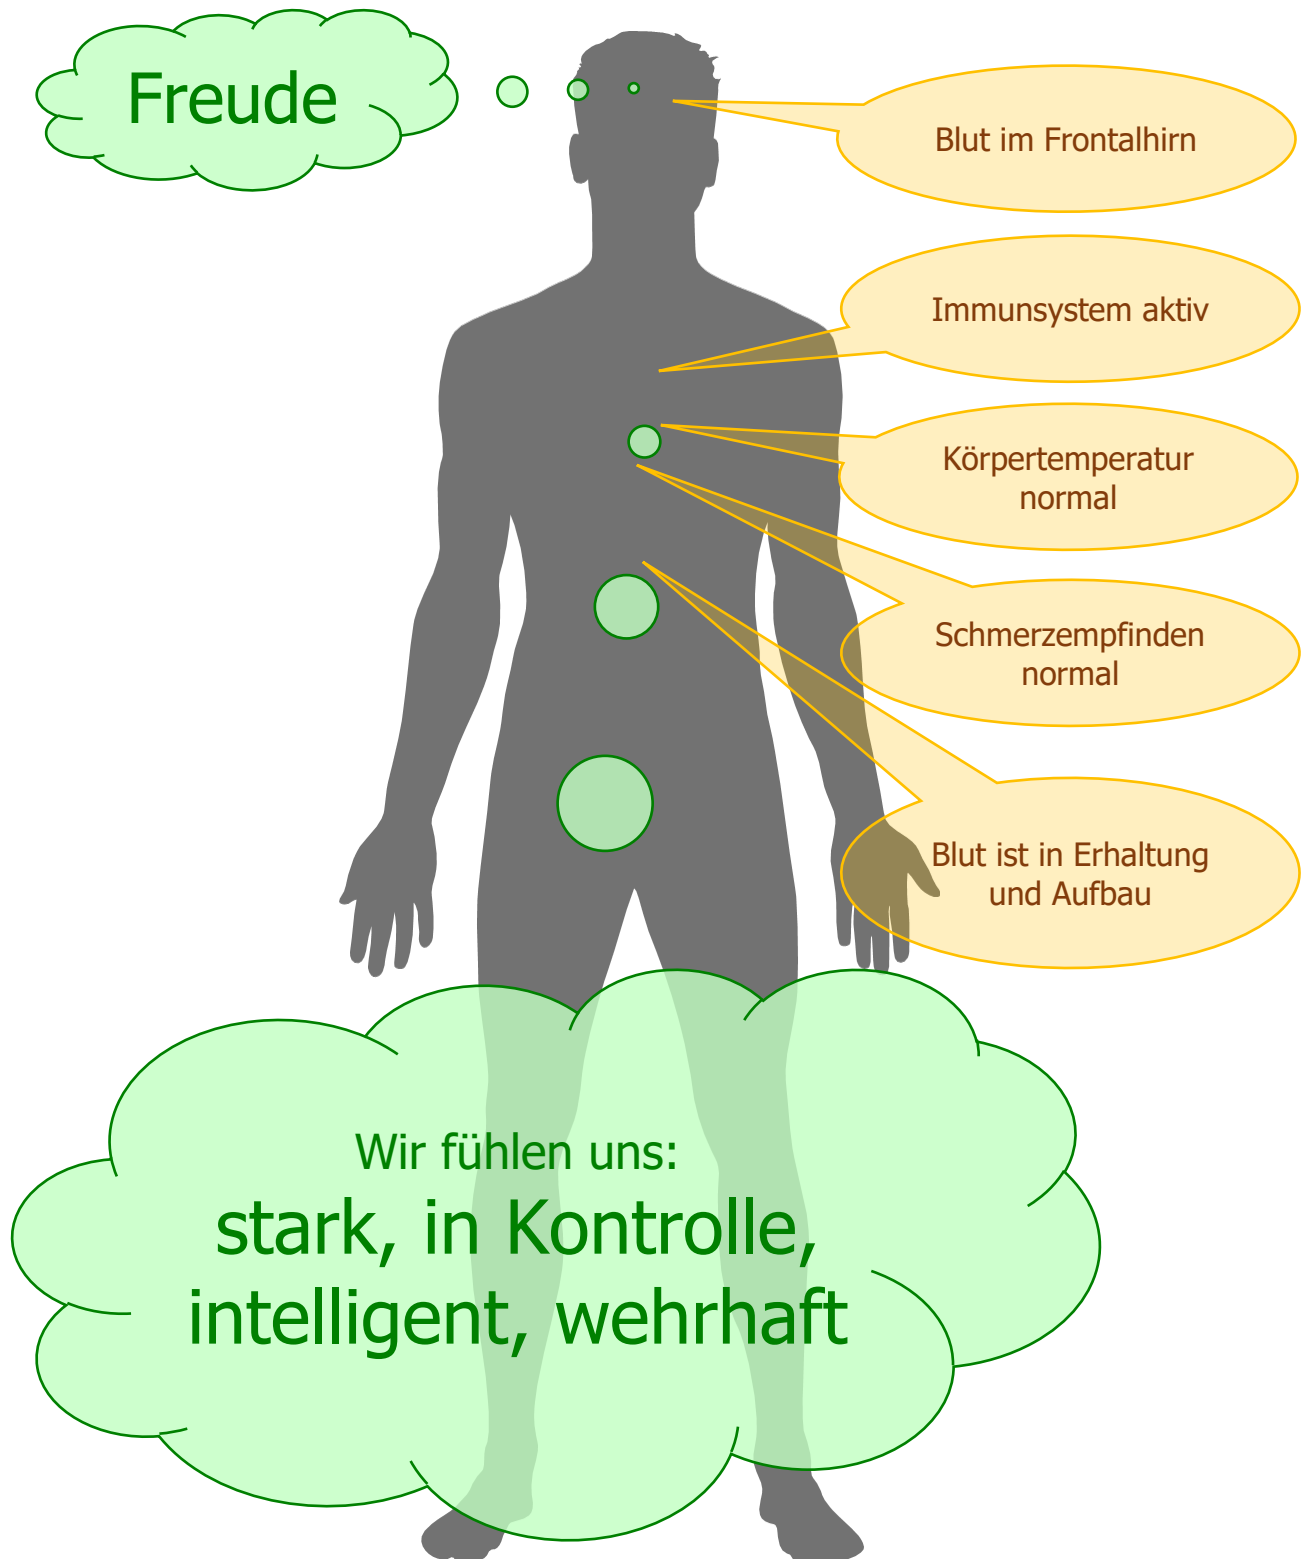 Freude
Blut im Frontalhirn
Immunsystem aktiv
Körpertemperatur
normal
Schmerzempfinden
normal
Blut ist in Erhaltung
und Aufbau
Wir fühlen uns:
stark, in Kontrolle,
intelligent, wehrhaft